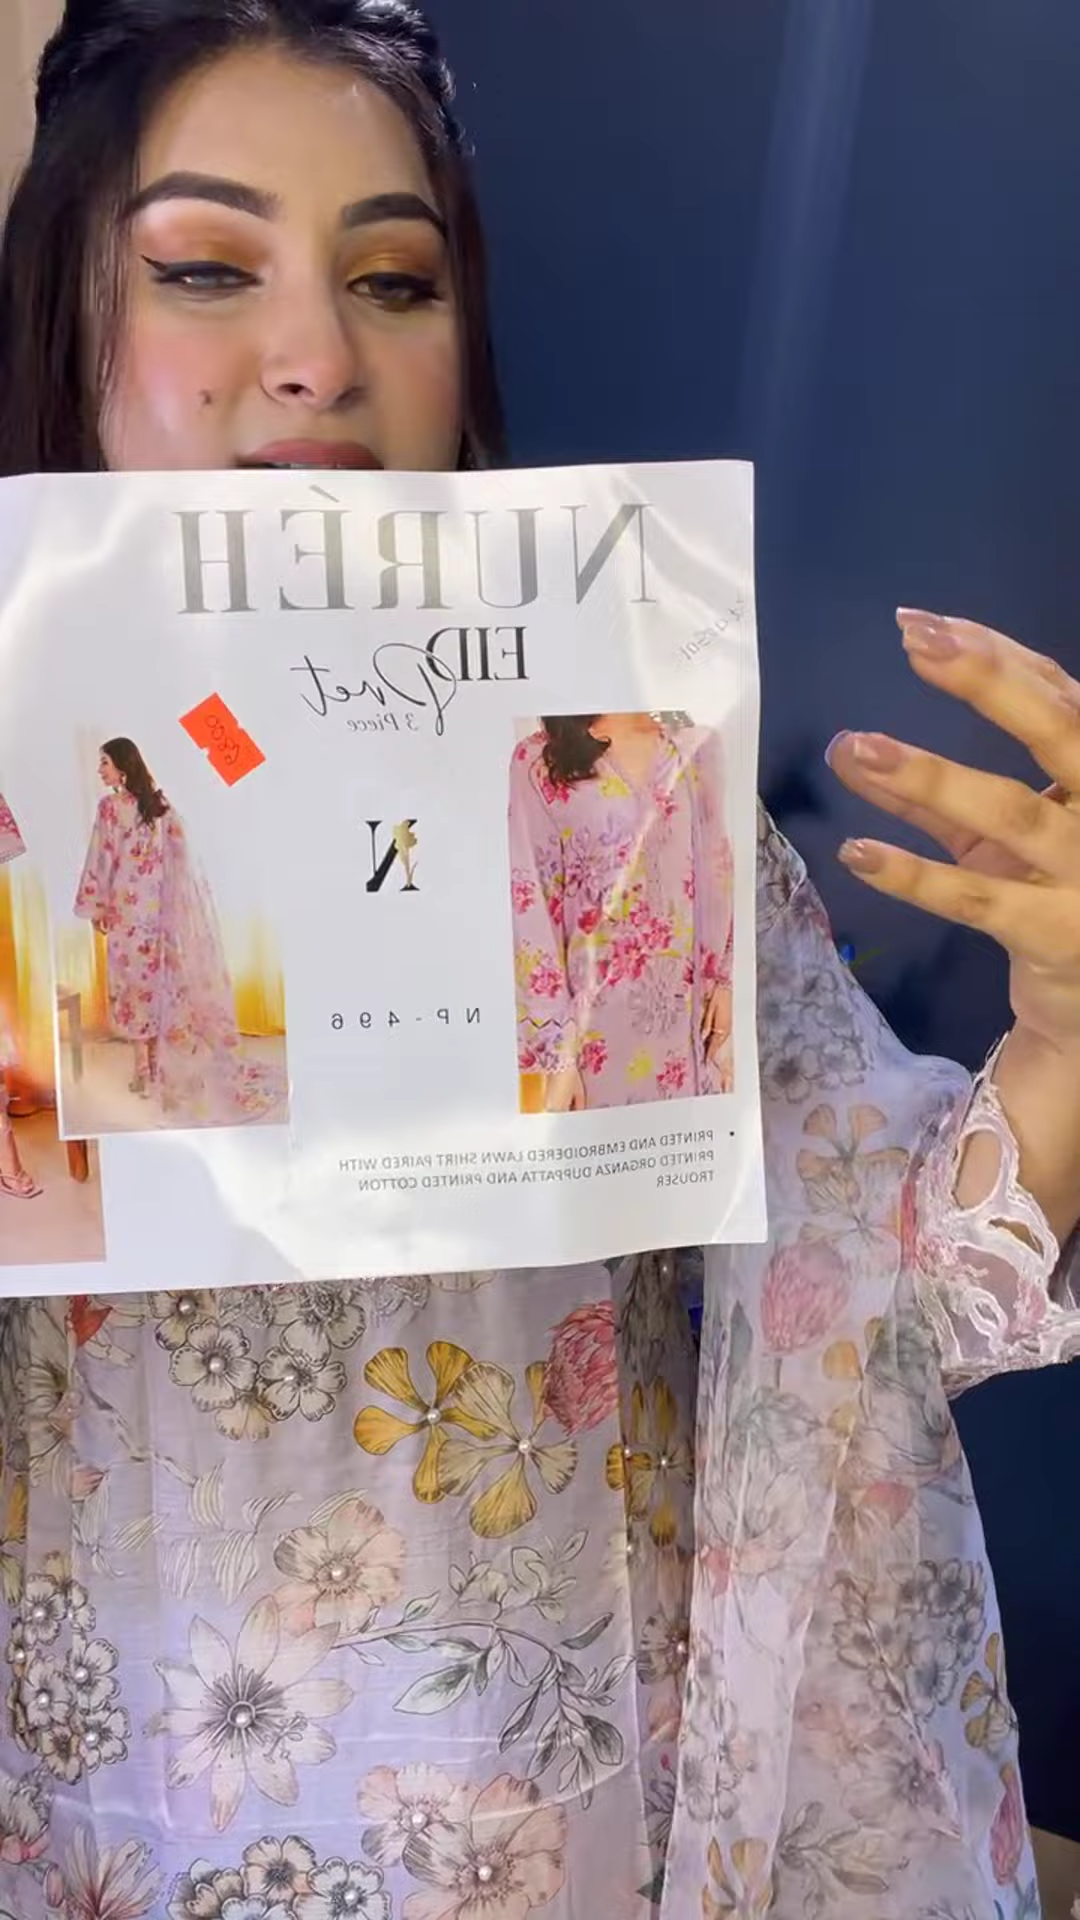 NURÉH
EID
Pret
3 Piece
N
NP-496
• PRINTED AND EMBROIDERED LAWN SHIRT PAIRED WITH
PRINTED ORGANZA DUPPATTA AND PRINTED COTTON
TROUSER